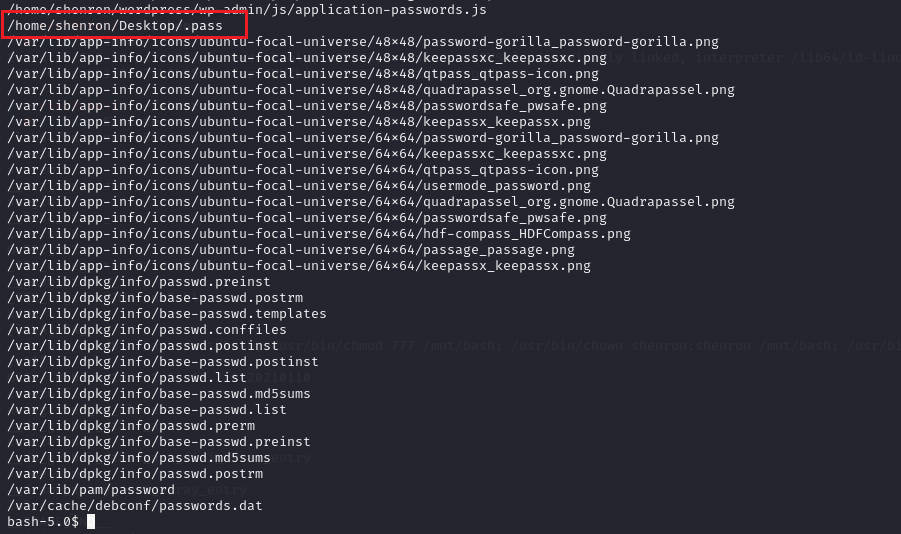 /home/shenron/wordpress/wp-admin/js/application-passwords.js
/home/shenron/Desktop/.pass
/var/lib/app-info/icons/ubuntu-focal-universe/48×48/password-gorilla_password-gorilla.png
/var/lib/app-info/icons/ubuntu-focal-universe/48×48/keepassxc_keepassxc.png
/var/lib/app-info/icons/ubuntu-focal-universe/48×48/qtpass_qtpass-icon.png
/var/lib/app-info/icons/ubuntu-focal-universe/48×48/quadrapassel_org.gnome.Quadrapassel.png
/var/lib/app-info/icons/ubuntu-focal-universe/48×48/passwordsafe_pwsafe.png
/var/lib/app-info/icons/ubuntu-focal-universe/48×48/keepassx_keepassx.png
/var/lib/app-info/icons/ubuntu-focal-universe/64×64/password-gorilla_password-gorilla.png
/var/lib/app-info/icons/ubuntu-focal-universe/64×64/keepassxc_keepassxc.png
/var/lib/app-info/icons/ubuntu-focal-universe/64×64/qtpass_qtpass-icon.png
/var/lib/app-info/icons/ubuntu-focal-universe/64×64/usermode_password.png
/var/lib/app-info/icons/ubuntu-focal-universe/64×64/quadrapassel_org.gnome.Quadrapassel.png
/var/lib/app-info/icons/ubuntu-focal-universe/64×64/passwordsafe_pwsafe.png
/var/lib/app-info/icons/ubuntu-focal-universe/64×64/hdf-compass_HDFCompass.png
/var/lib/app-info/icons/ubuntu-focal-universe/64×64/passage_passage.png
/var/lib/app-info/icons/ubuntu-focal-universe/64×64/keepassx_keepassx.png
/var/lib/dpkg/info/passwd.preinst
/var/lib/dpkg/info/base-passwd.postrm
/var/lib/dpkg/info/base-passwd.templates
/var/lib/dpkg/info/passwd.conffiles
/var/lib/dpkg/info/passwd.postinst
/var/lib/dpkg/info/base-passwd.postinst
/var/lib/dpkg/info/passwd.list
/var/lib/dpkg/info/base-passwd.md5sums
/var/lib/dpkg/info/base-passwd.list
/var/lib/dpkg/info/passwd.prerm
/var/lib/dpkg/info/base-passwd.preinst
/var/lib/dpkg/info/passwd.md5sums
/var/lib/dpkg/info/passwd.postrm
/var/lib/pam/password
/var/cache/debconf/passwords.dat
bash-5.0$